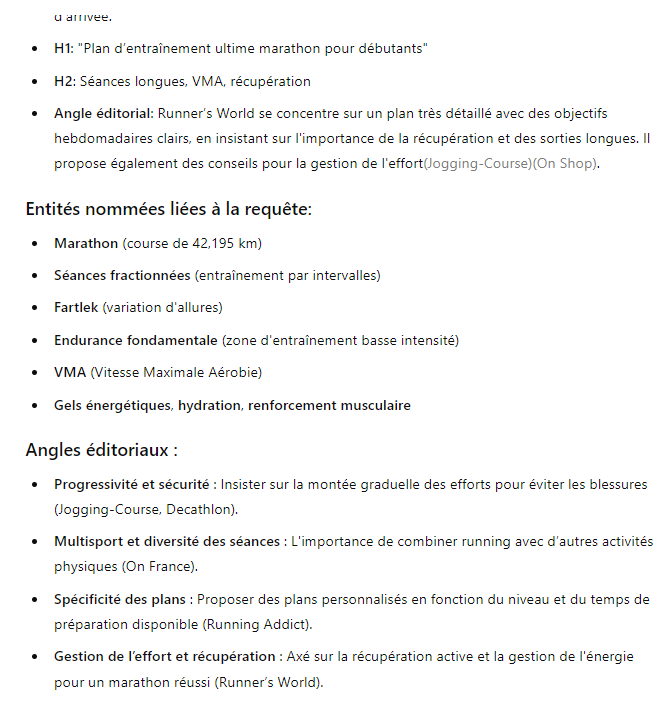 d'arrivée.
H1: "Plan d’entraînement ultime marathon pour débutants"
H2: Séances longues, VMA, récupération
Angle éditorial: Runner’s World se concentre sur un plan très détaillé avec des objectifs
hebdomadaires clairs, en insistant sur l'importance de la récupération et des sorties longues. Il
propose également des conseils pour la gestion de l'effort(Jogging-Course)(On Shop).
Entités nommées liées à la requête:
Marathon (course de 42,195 km)
Séances fractionnées (entraînement par intervalles)
Fartlek (variation d'allures)
Endurance fondamentale (zone d'entraînement basse intensité)
VMA (Vitesse Maximale Aérobie)
Gels énergétiques, hydration, renforcement musculaire
Angles éditoriaux :
Progressivité et sécurité : Insister sur la montée graduelle des efforts pour éviter les blessures
(Jogging-Course, Decathlon).
Multisport et diversité des séances : L'importance de combiner running avec d’autres activités
physiques (On France).
Spécificité des plans : Proposer des plans personnalisés en fonction du niveau et du temps de
préparation disponible (Running Addict).
Gestion de l’effort et récupération : Axé sur la récupération active et la gestion de l'énergie
pour un marathon réussi (Runner’s World).